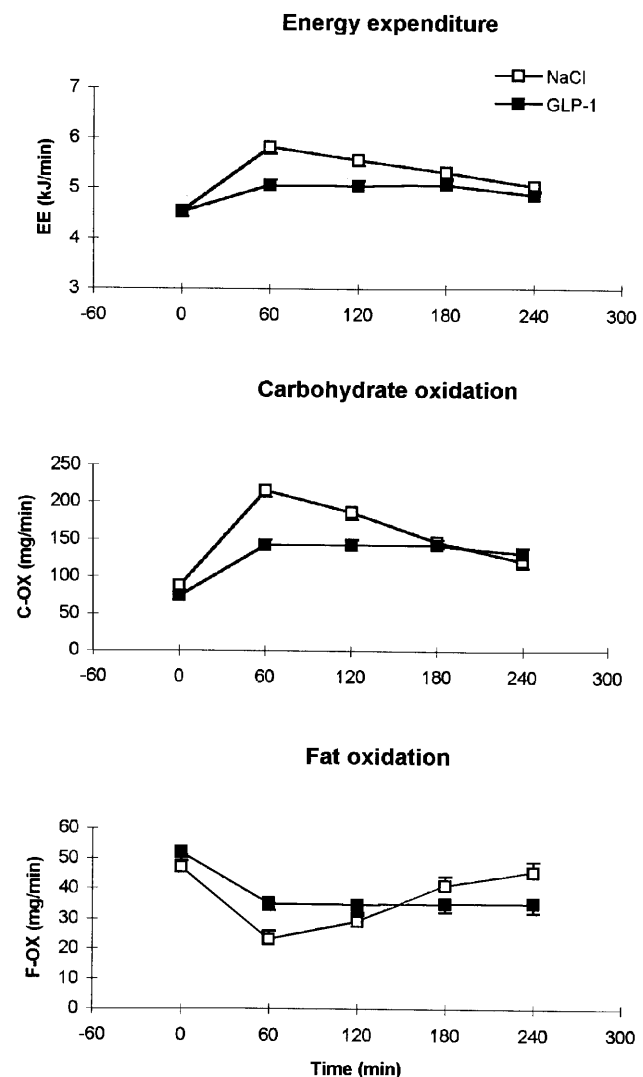 Energy expenditure
NaCl
GLP-1
7
6
5
4
3
EE (kJ/min)
-60 0 60 120 180 240 300
Carbohydrate oxidation
250
200
150
100
50
0
C-OX (mg/min)
-60 0 60 120 180 240 300
Fat oxidation
60
50
40
30
20
10
0
F-OX (mg/min)
-60 0 60 120 180 240 300
Time (min)